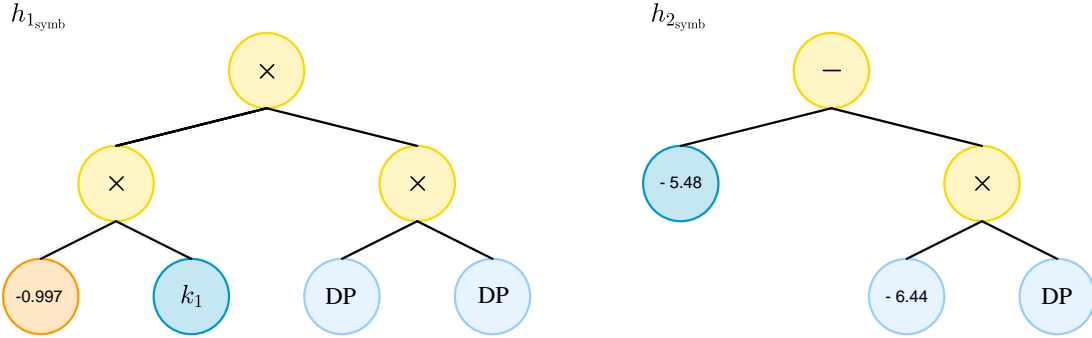 h₁symb h₂symb
× −
× × - 5.48 ×
-0.997 k₁ DP DP - 6.44 DP